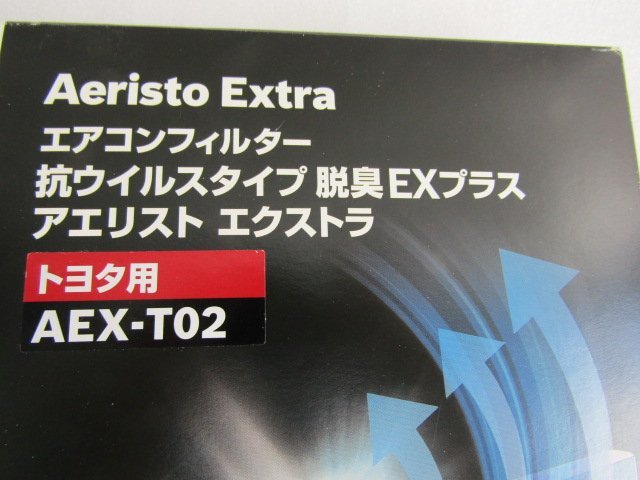 Aeristo Extra
エアコンフィルター
抗ウイルスタイプ 脱臭EXプラス
アエリスト エクストラ
トヨタ用
AEX-T02